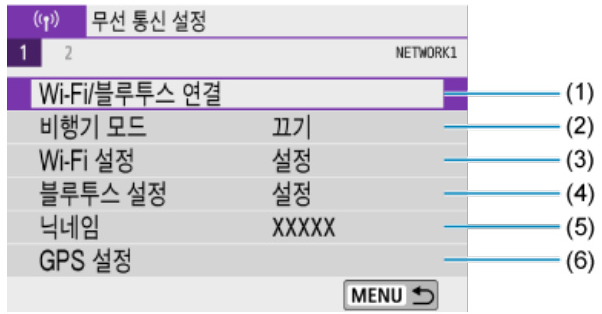 무선 통신 설정
1 2 NETWORK1
Wi-Fi/블루투스 연결 (1)
비행기 모드 끄기 (2)
Wi-Fi 설정 설정 (3)
블루투스 설정 설정 (4)
닉네임 XXXXX (5)
GPS 설정 (6)
MENU